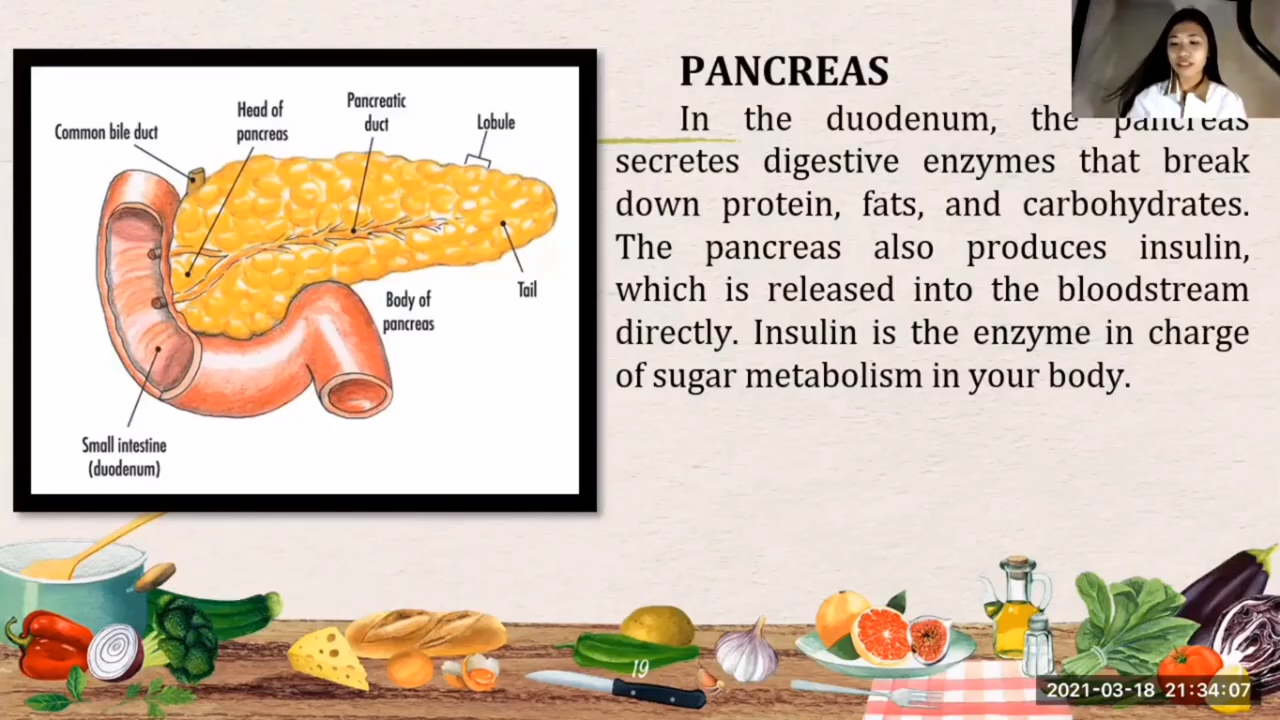 PANCREAS
In the duodenum, the pancreas
secretes digestive enzymes that break
down protein, fats, and carbohydrates.
The pancreas also produces insulin,
which is released into the bloodstream
directly. Insulin is the enzyme in charge
of sugar metabolism in your body.
Common bile duct
Head of
pancreas
Pancreatic
duct
Lobule
Tail
Body of
pancreas
Small intestine
(duodenum)
19
2021-03-18 21:34:07